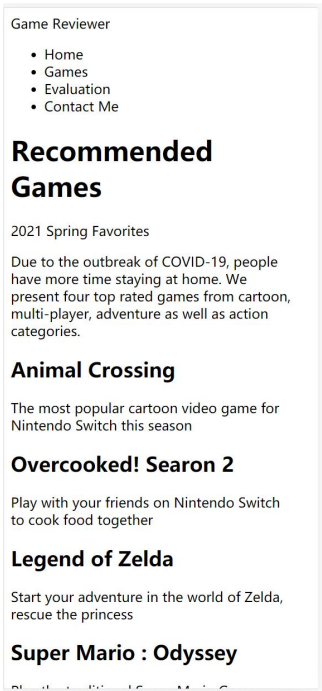 Game Reviewer
Home
Games
Evaluation
Contact Me
Recommended
Games
2021 Spring Favorites
Due to the outbreak of COVID-19, people
have more time staying at home. We
present four top rated games from cartoon,
multi-player, adventure as well as action
categories.
Animal Crossing
The most popular cartoon video game for
Nintendo Switch this season
Overcooked! Searon 2
Play with your friends on Nintendo Switch
to cook food together
Legend of Zelda
Start your adventure in the world of Zelda,
rescue the princess
Super Mario : Odyssey